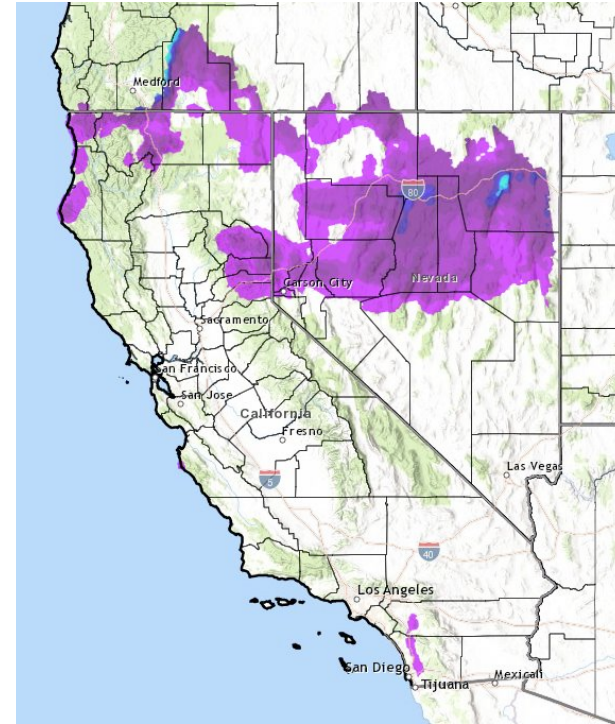 Medford
80
Nevada
Carson City
Sacramento
San Francisco
San Jose
California
Fresno
Las Vegas
5
40
Los Angeles
San Diego
Tijuana
Mexicali